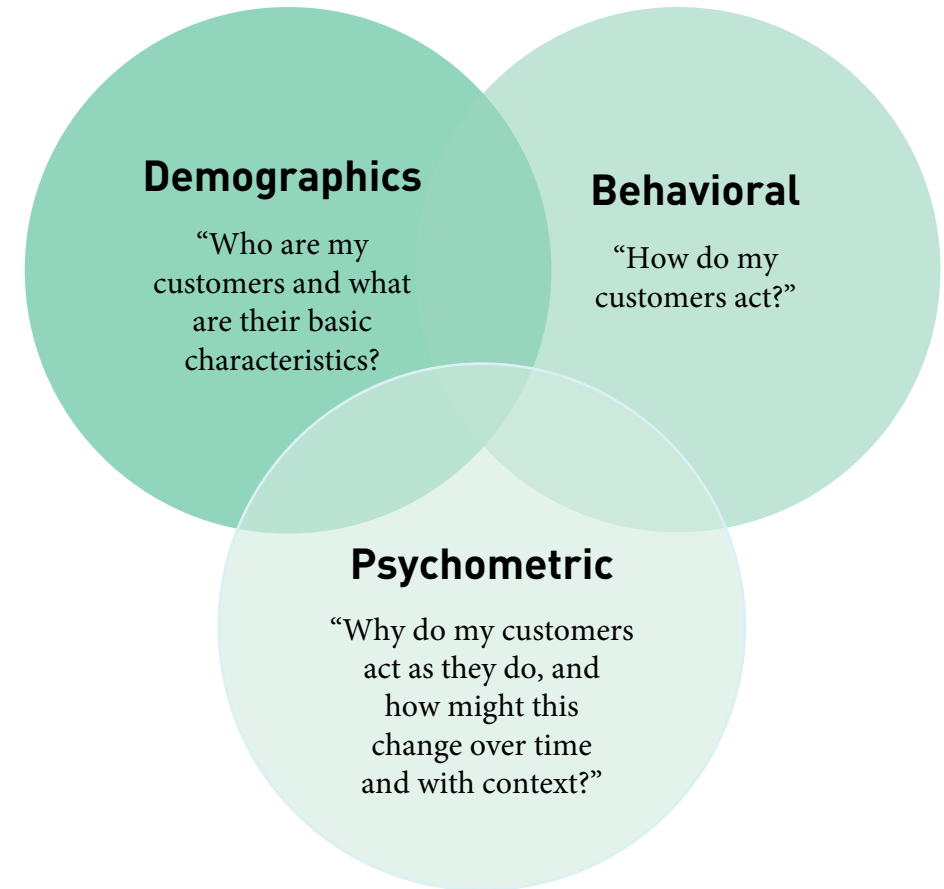 Demographics
“Who are my
customers and what
are their basic
characteristics?
Behavioral
“How do my
customers act?”
Psychometric
“Why do my customers
act as they do, and
how might this
change over time
and with context?”